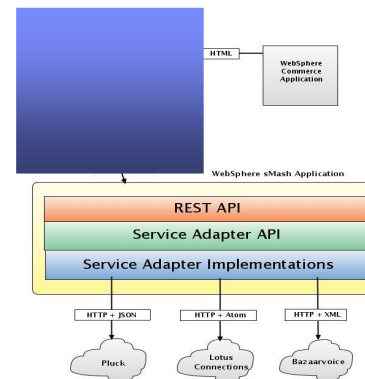 HTML
WebSphere
Commerce
Application
WebSphere sMash Application
REST API
Service Adapter API
Service Adapter Implementations
HTTP + JSON
HTTP + Atom
HTTP + XML
Pluck
Lotus
Connections
Bazaarvoice